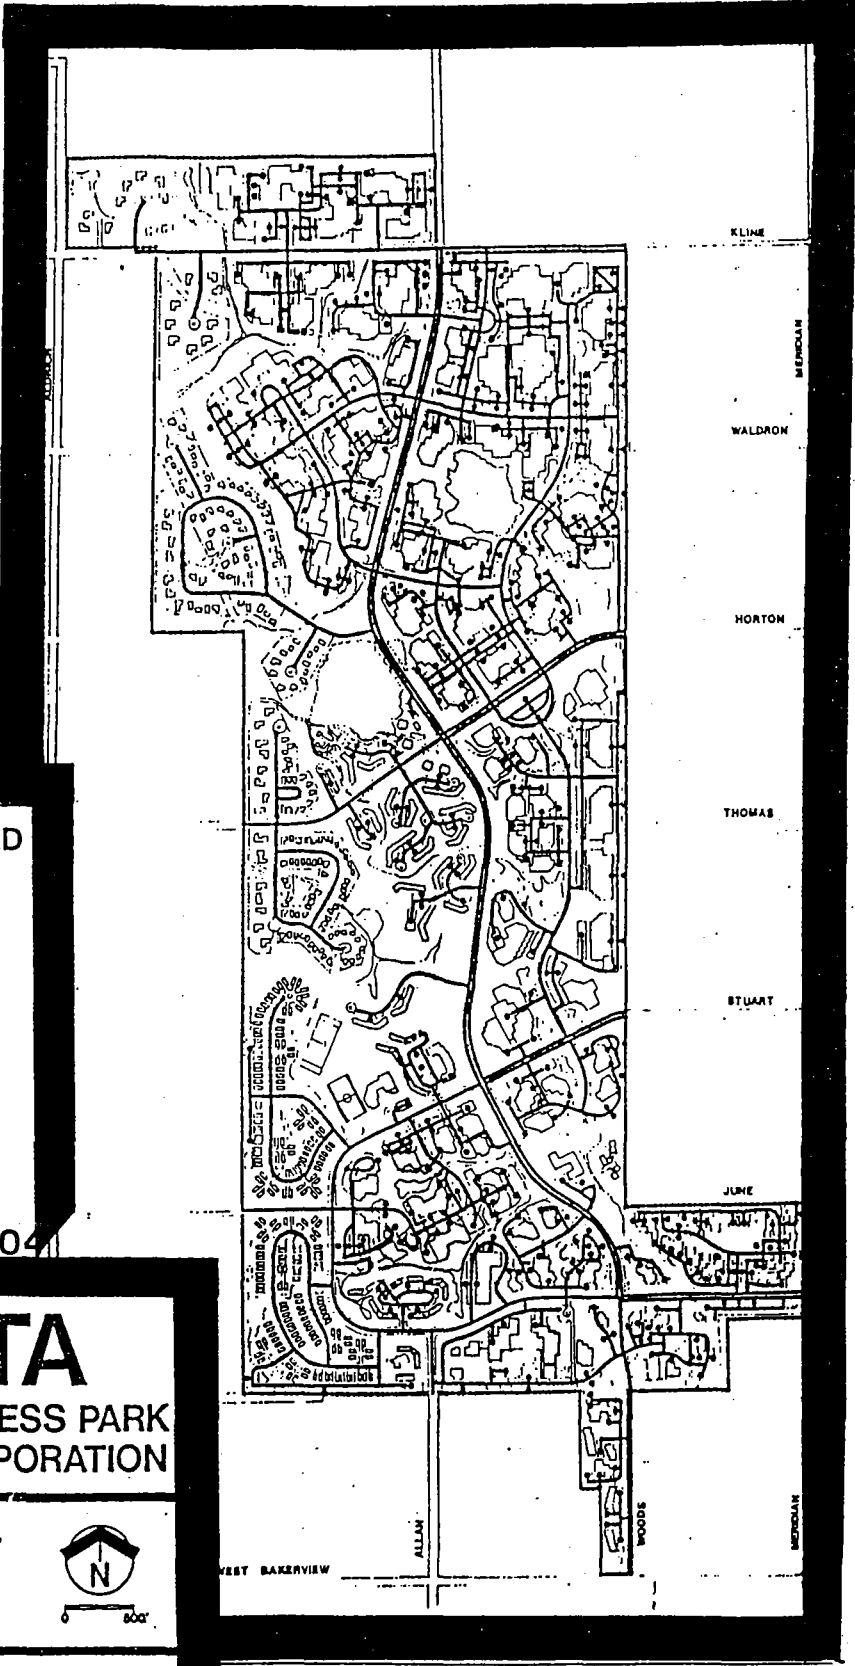 KLINE
MERIDIAN
ALDRICH
WALDRON
HORTON
THOMAS
D
STUART
JUNE
04
TA
ESS PARK
PORATION
N
0 800'
ALLAN
WOODS
MERIDIAN
WEST BAKERVIEW